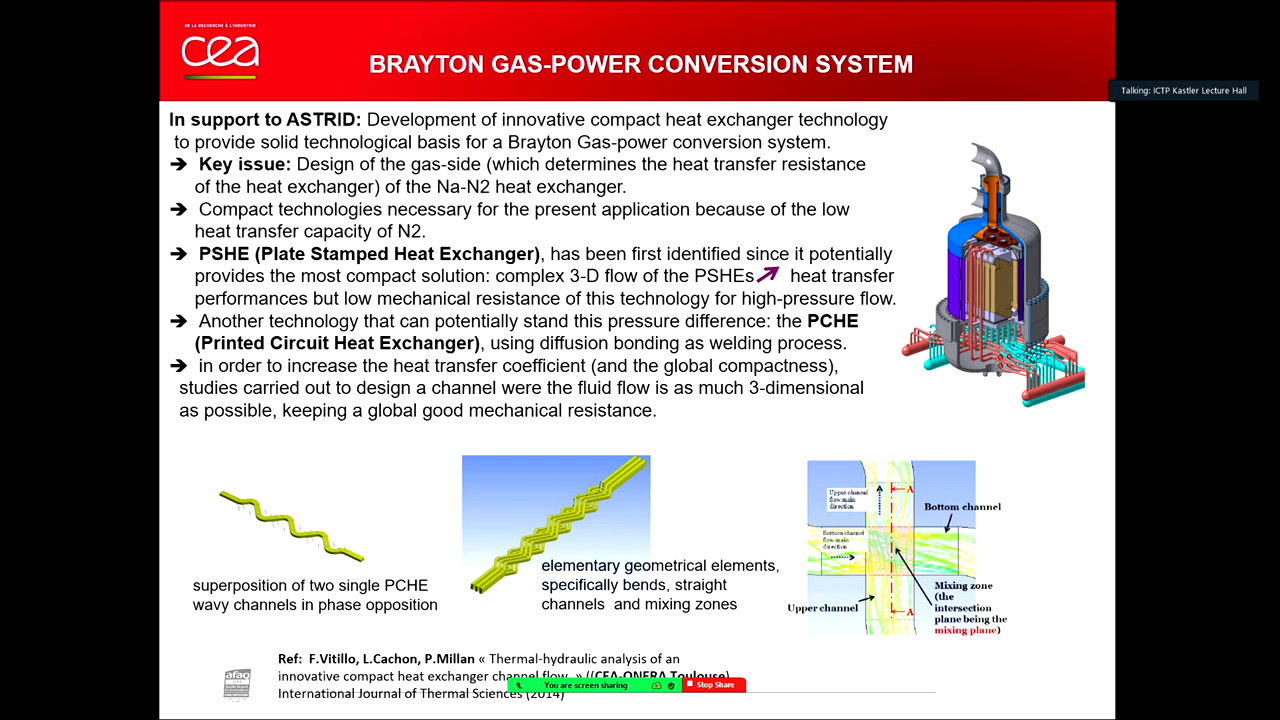 DE LA RECHERCHE À L'INDUSTRIE
cea
BRAYTON GAS-POWER CONVERSION SYSTEM
Talking: ICTP Kastler Lecture Hall
In support to ASTRID: Development of innovative compact heat exchanger technology
to provide solid technological basis for a Brayton Gas-power conversion system.
➔ Key issue: Design of the gas-side (which determines the heat transfer resistance
of the heat exchanger) of the Na-N2 heat exchanger.
➔ Compact technologies necessary for the present application because of the low
heat transfer capacity of N2.
➔ PSHE (Plate Stamped Heat Exchanger), has been first identified since it potentially
provides the most compact solution: complex 3-D flow of the PSHEs heat transfer
performances but low mechanical resistance of this technology for high-pressure flow.
➔ Another technology that can potentially stand this pressure difference: the PCHE
(Printed Circuit Heat Exchanger), using diffusion bonding as welding process.
➔ in order to increase the heat transfer coefficient (and the global compactness),
studies carried out to design a channel were the fluid flow is as much 3-dimensional
as possible, keeping a global good mechanical resistance.
superposition of two single PCHE
wavy channels in phase opposition
elementary geometrical elements,
specifically bends, straight
channels and mixing zones
Upper channel
flow main
direction
A
Bottom channel
Bottom channel
flow main
direction
Mixing zone
(the
intersection
plane being the
mixing plane)
Upper channel
A
Ref: F.Vitillo, L.Cachon, P.Millan « Thermal-hydraulic analysis of an
innovative compact heat exchanger channel flow » ((CEA-ONERA Toulouse)
International Journal of Thermal Sciences (2014)
afaq
You are screen sharing
Stop Share